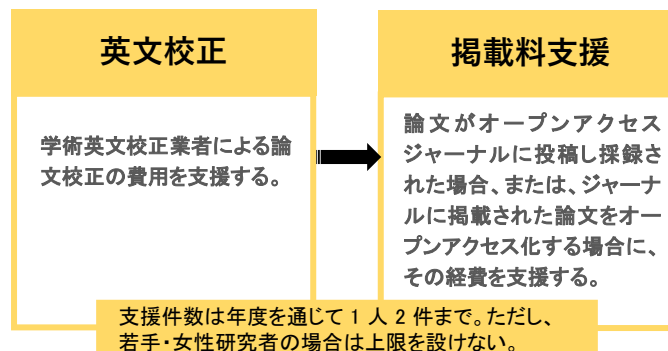 英文校正
学術英文校正業者による論
文校正の費用を支援する。
掲載料支援
論文がオープンアクセス
ジャーナルに投稿し採録さ
れた場合、または、ジャーナ
ルに掲載された論文をオー
プンアクセス化する場合に、
その経費を支援する。
支援件数は年度を通じて1人2件まで。ただし、
若手・女性研究者の場合は上限を設けない。